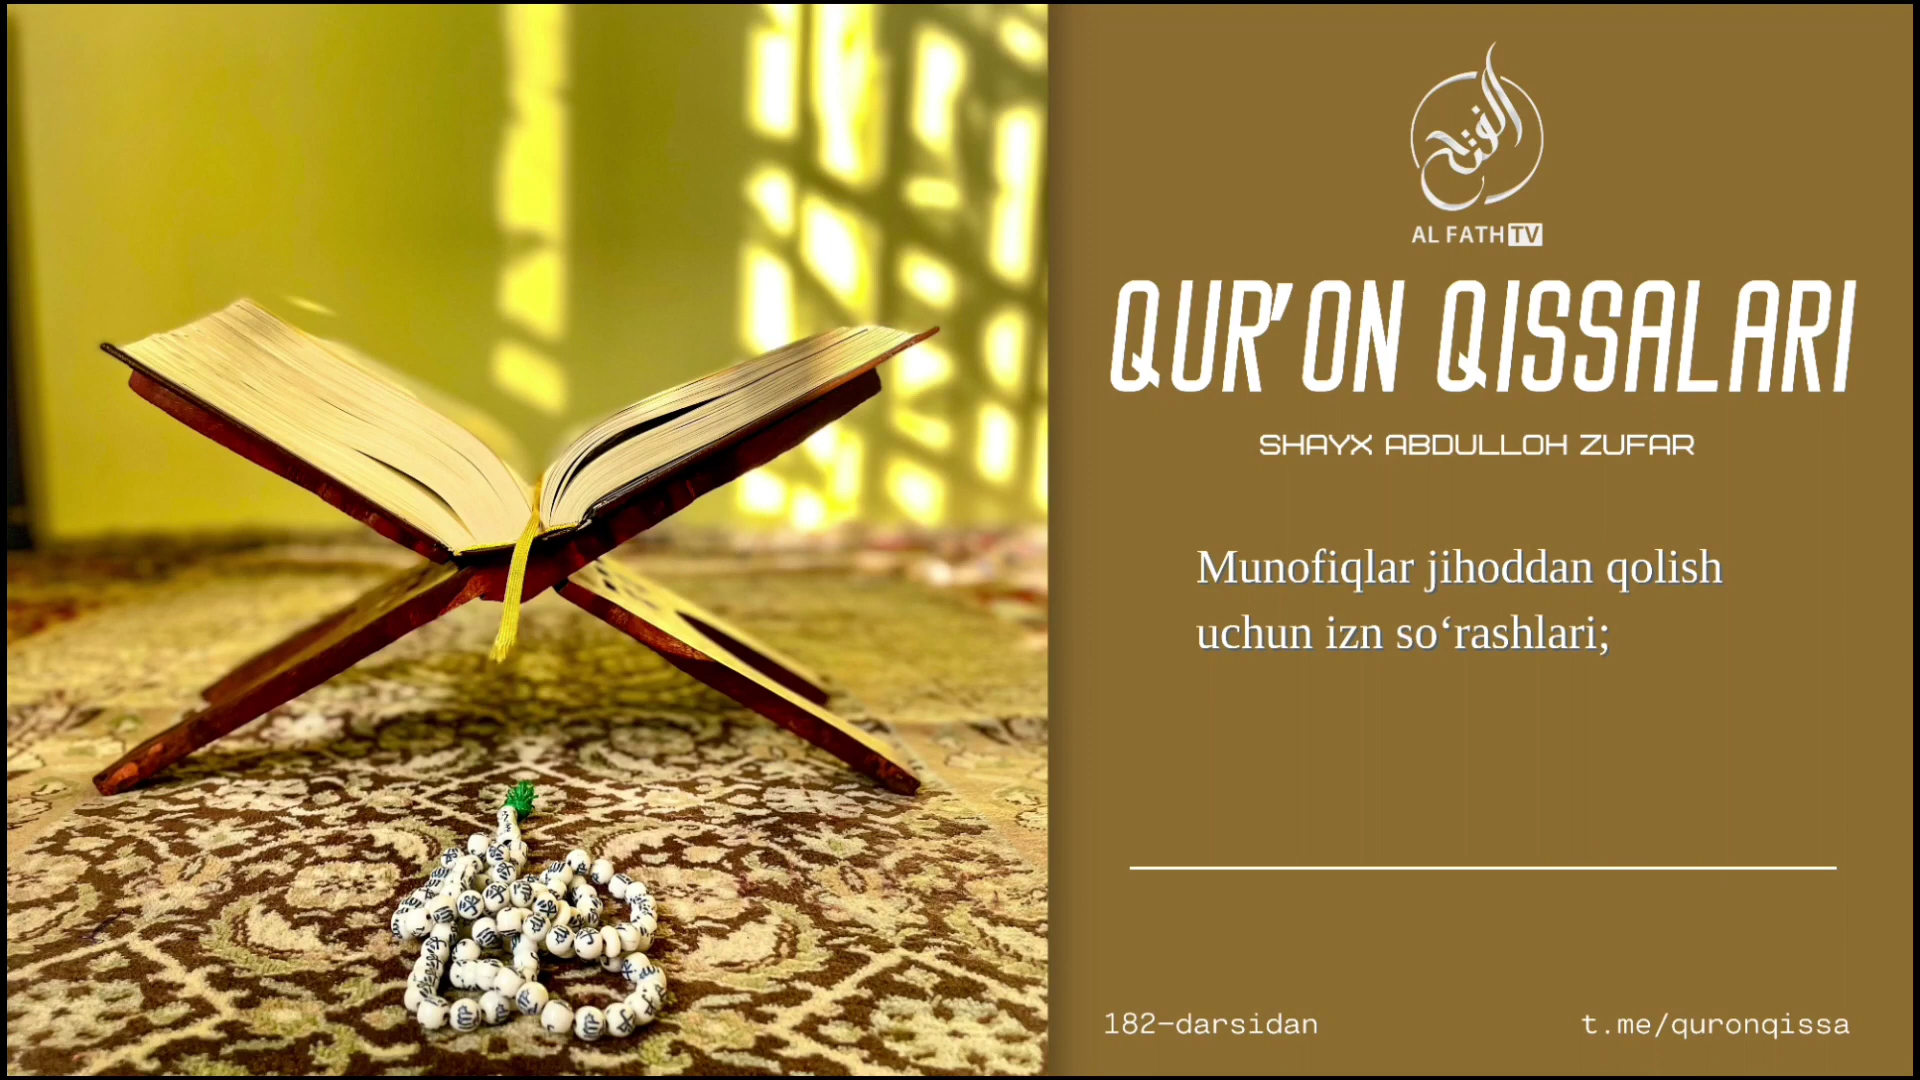 الفتح
AL FATH TV
QUR'ON QISSALARI
SHAYX ABDULLOH ZUFAR
Munofiqlar jihoddan qolish
uchun izn so‘rashlari;
182-darsidan
t.me/quronqissa